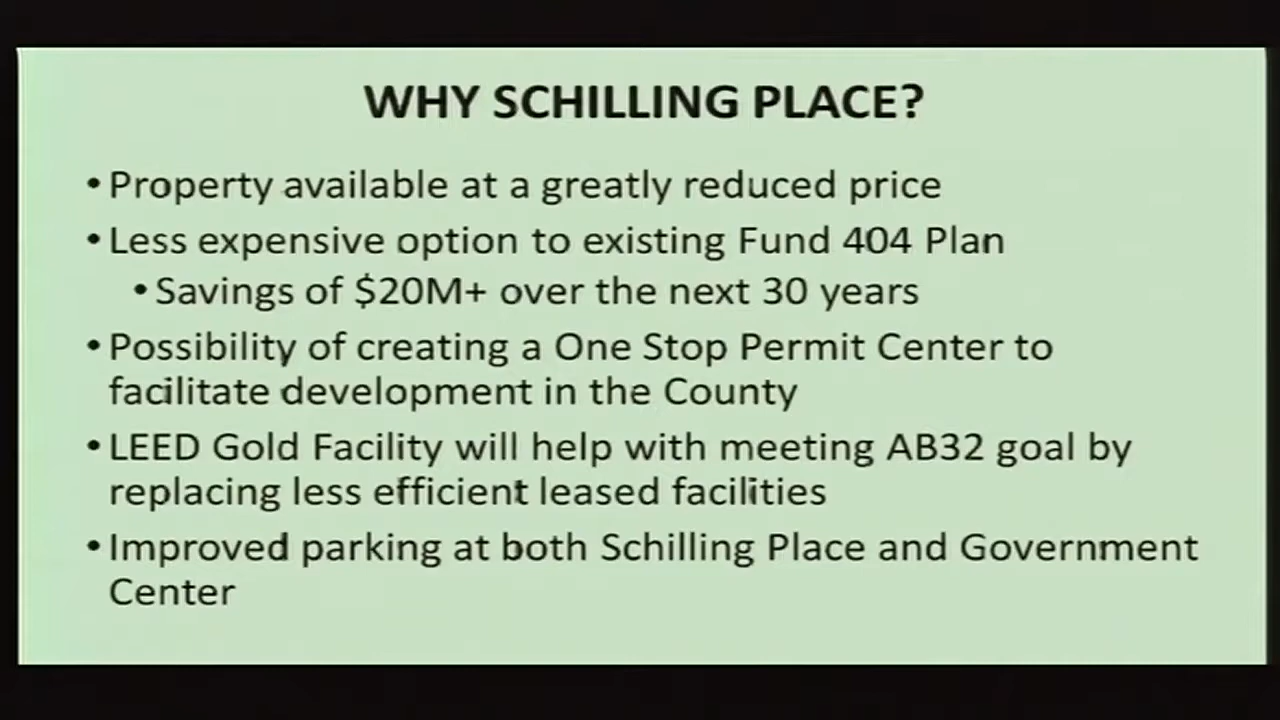 WHY SCHILLING PLACE?
• Property available at a greatly reduced price
• Less expensive option to existing Fund 404 Plan
• Savings of $20M+ over the next 30 years
• Possibility of creating a One Stop Permit Center to
facilitate development in the County
• LEED Gold Facility will help with meeting AB32 goal by
replacing less efficient leased facilities
• Improved parking at both Schilling Place and Government
Center